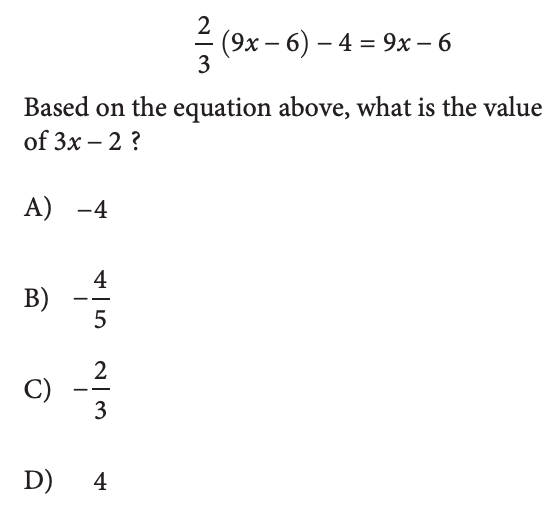 2/3 (9x – 6) – 4 = 9x – 6
Based on the equation above, what is the value
of 3x – 2 ?
A) –4
B) –4/5
C) –2/3
D) 4